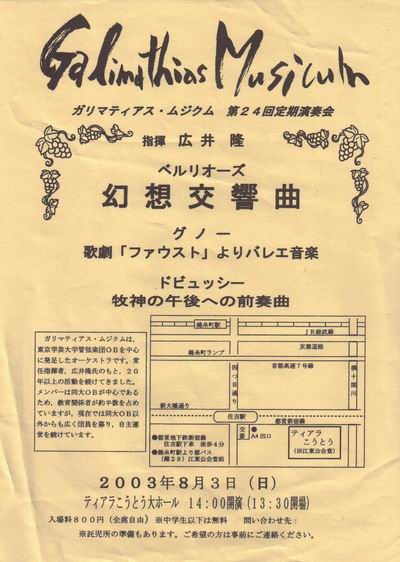 Galimathias Musicum
ガリマティアス・ムジクム 第24回定期演奏会
指揮 広井 隆
ベルリオーズ
幻想交響曲
グノー
歌劇「ファウスト」よりバレエ音楽
ドビュッシー
牧神の午後への前奏曲
ガリマティアス・ムジクムは、
東京学芸大学管弦楽団OBを中心
に発足したオーケストラです。常
任指揮者、広井隆氏のもと、20
年以上の活動を続けてきました。
メンバーは同大OBが中心である
ため、教育関係者が約半数を占め
ていますが、現在では同大OB以
外からも広く団員を募り、自主運
営を続けています。
錦糸町駅
JR総武線
錦糸町ランプ
京葉道路
首都高速7号線
四つ目通り
横十間川
新大橋通り
住吉駅
都営新宿線
●都営地下鉄新宿線
住吉駅下車 徒歩4分
●錦糸町駅より都バス
(錦28)江東公会堂前
交番
A4出口
ティアラ
こうとう
(旧江東公会堂)
2003年8月3日(日)
ティアラこうとう大ホール 14:00開演(13:30開場)
入場料800円(全席自由)※中学生以下は無料 問い合わせ先:
※託児所の準備もあります。ご希望の方は事前にご連絡ください。